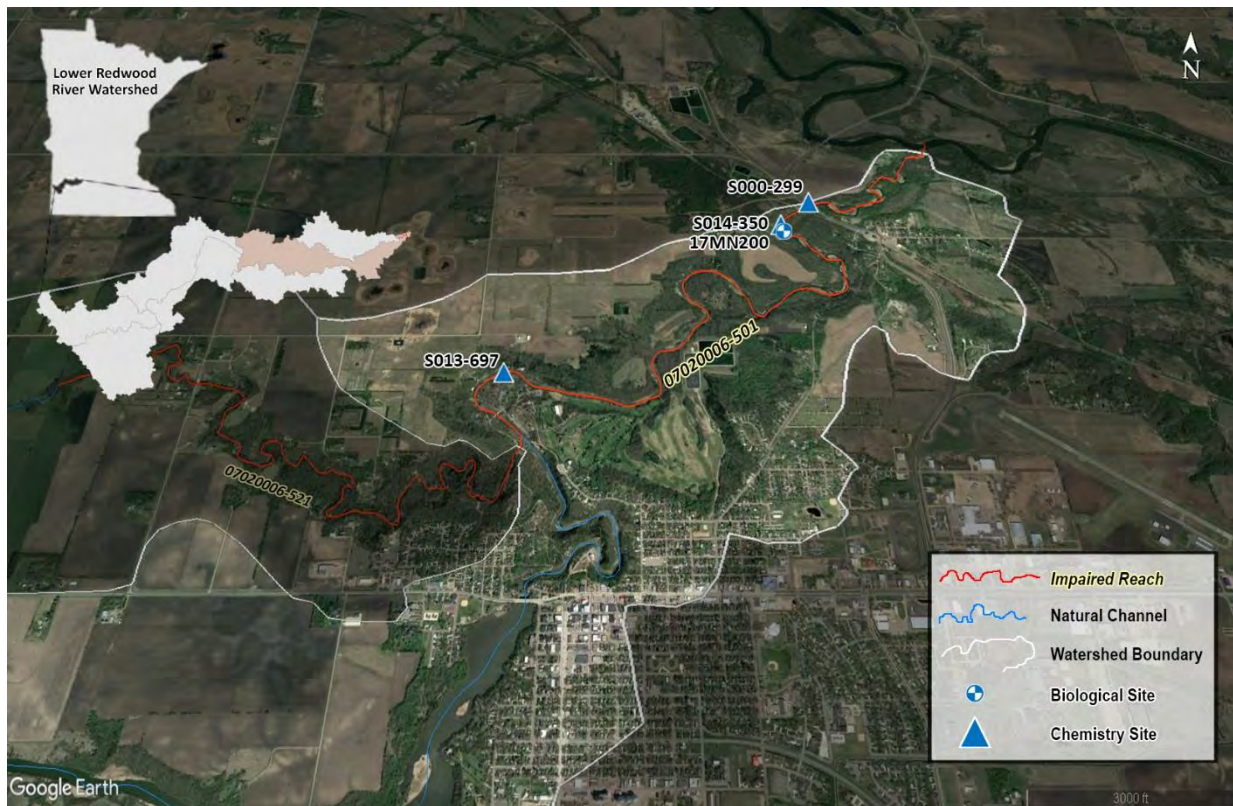 Lower Redwood
River Watershed
N
S000-299
S014-350
17MN200
07020006-501
S013-697
07020006-521
Impaired Reach
Natural Channel
Watershed Boundary
Biological Site
Chemistry Site
Google Earth
3000 ft